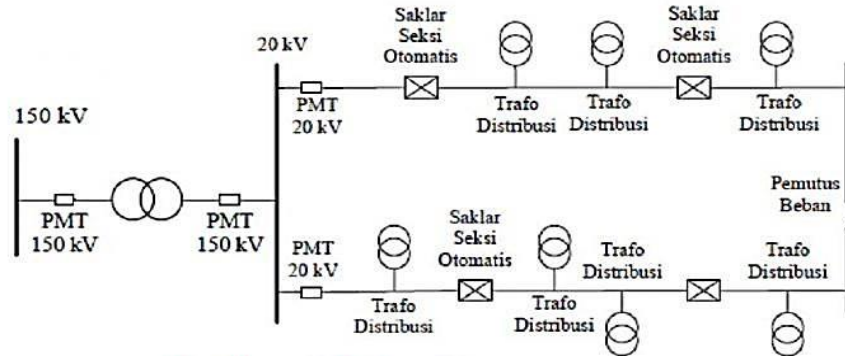 20 kV
Saklar
Seksi
Otomatis
Saklar
Seksi
Otomatis
PMT
20 kV
Trafo
Distribusi
Trafo
Distribusi
Trafo
Distribusi
150 kV
PMT
150 kV
PMT
150 kV
Pemutus
Beban
PMT
20 kV
Saklar
Seksi
Otomatis
Trafo
Distribusi
Trafo
Distribusi
Trafo
Distribusi
Trafo
Distribusi